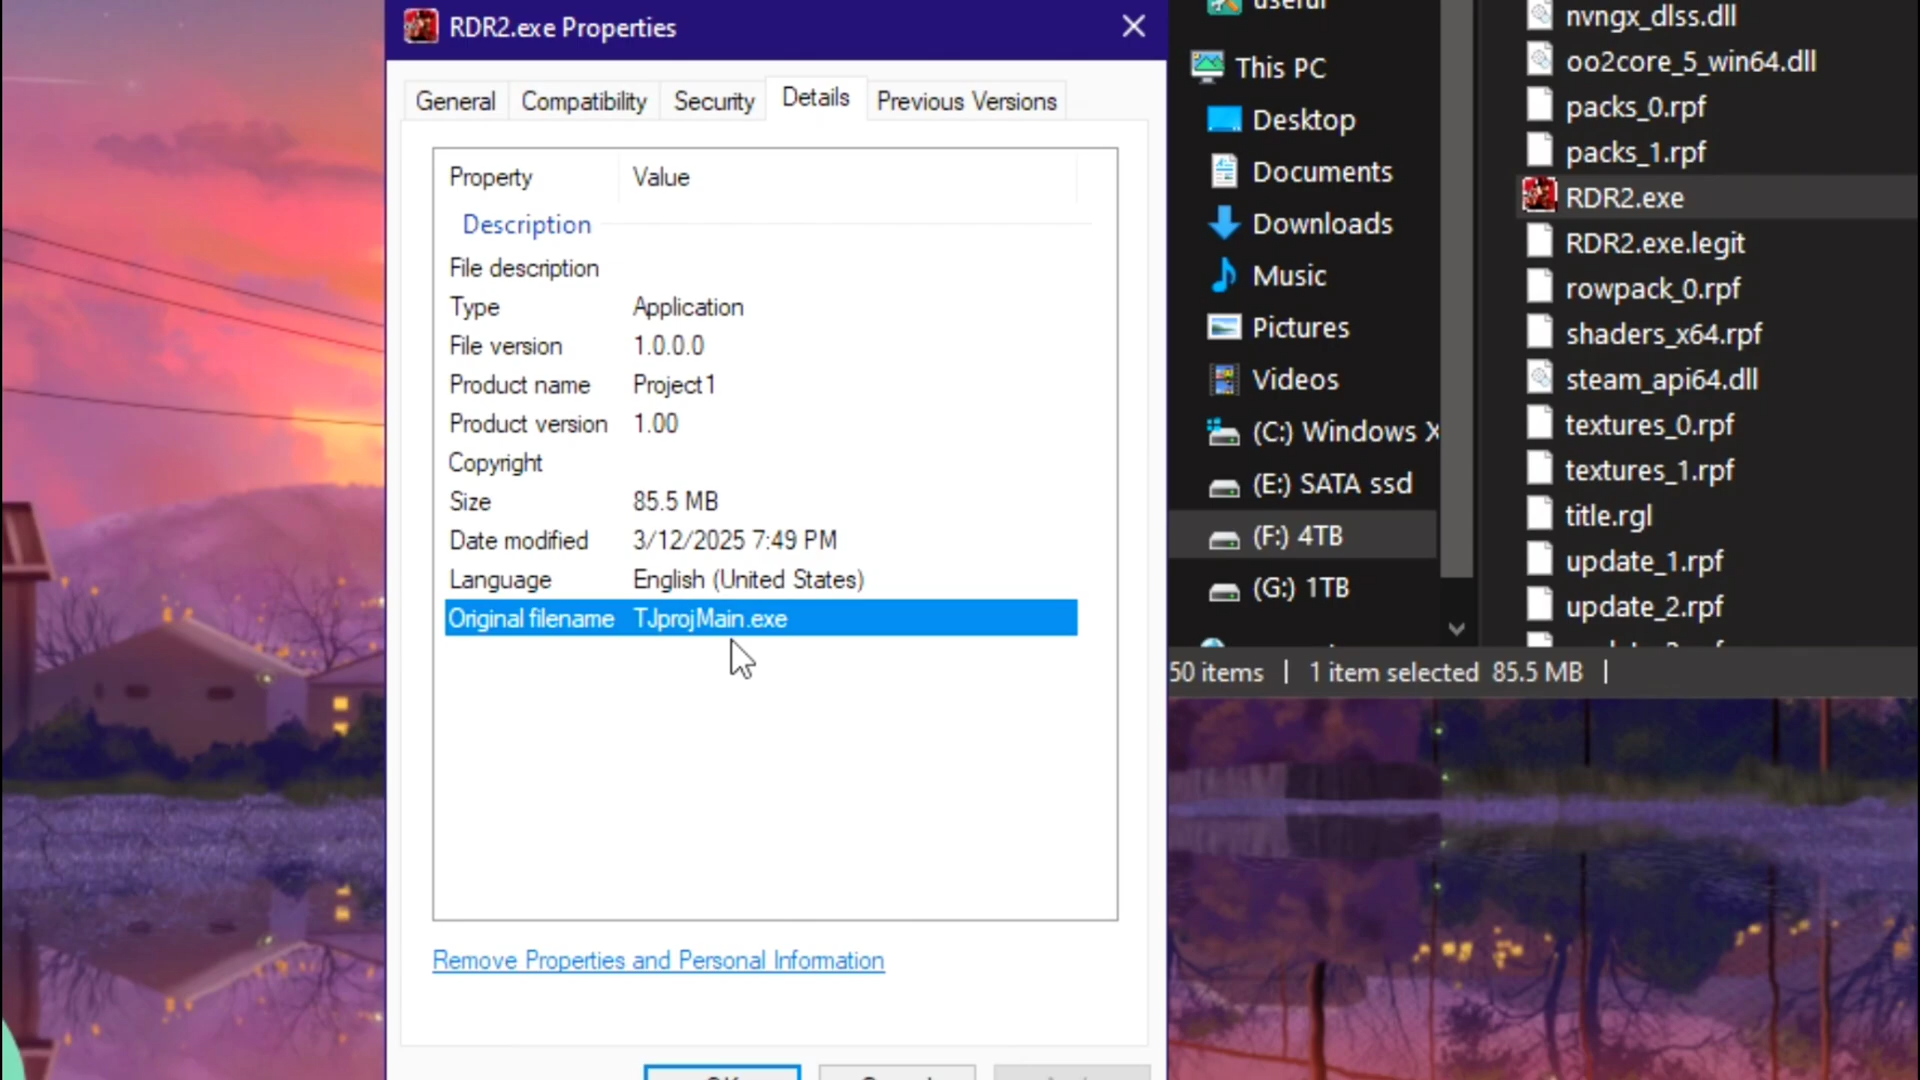 RDR2.exe Properties
General
Compatibility
Security
Details
Previous Versions
Property Value
Description
File description
Type Application
File version 1.0.0.0
Product name Project1
Product version 1.00
Copyright
Size 85.5 MB
Date modified 3/12/2025 7:49 PM
Language English (United States)
Original filename TJprojMain.exe
Remove Properties and Personal Information
useful
This PC
Desktop
Documents
Downloads
Music
Pictures
Videos
(C:) Windows X
(E:) SATA ssd
(F:) 4TB
(G:) 1TB
nvngx_dlss.dll
oo2core_5_win64.dll
packs_0.rpf
packs_1.rpf
RDR2.exe
RDR2.exe.legit
rowpack_0.rpf
shaders_x64.rpf
steam_api64.dll
textures_0.rpf
textures_1.rpf
title.rgl
update_1.rpf
update_2.rpf
50 items
1 item selected 85.5 MB